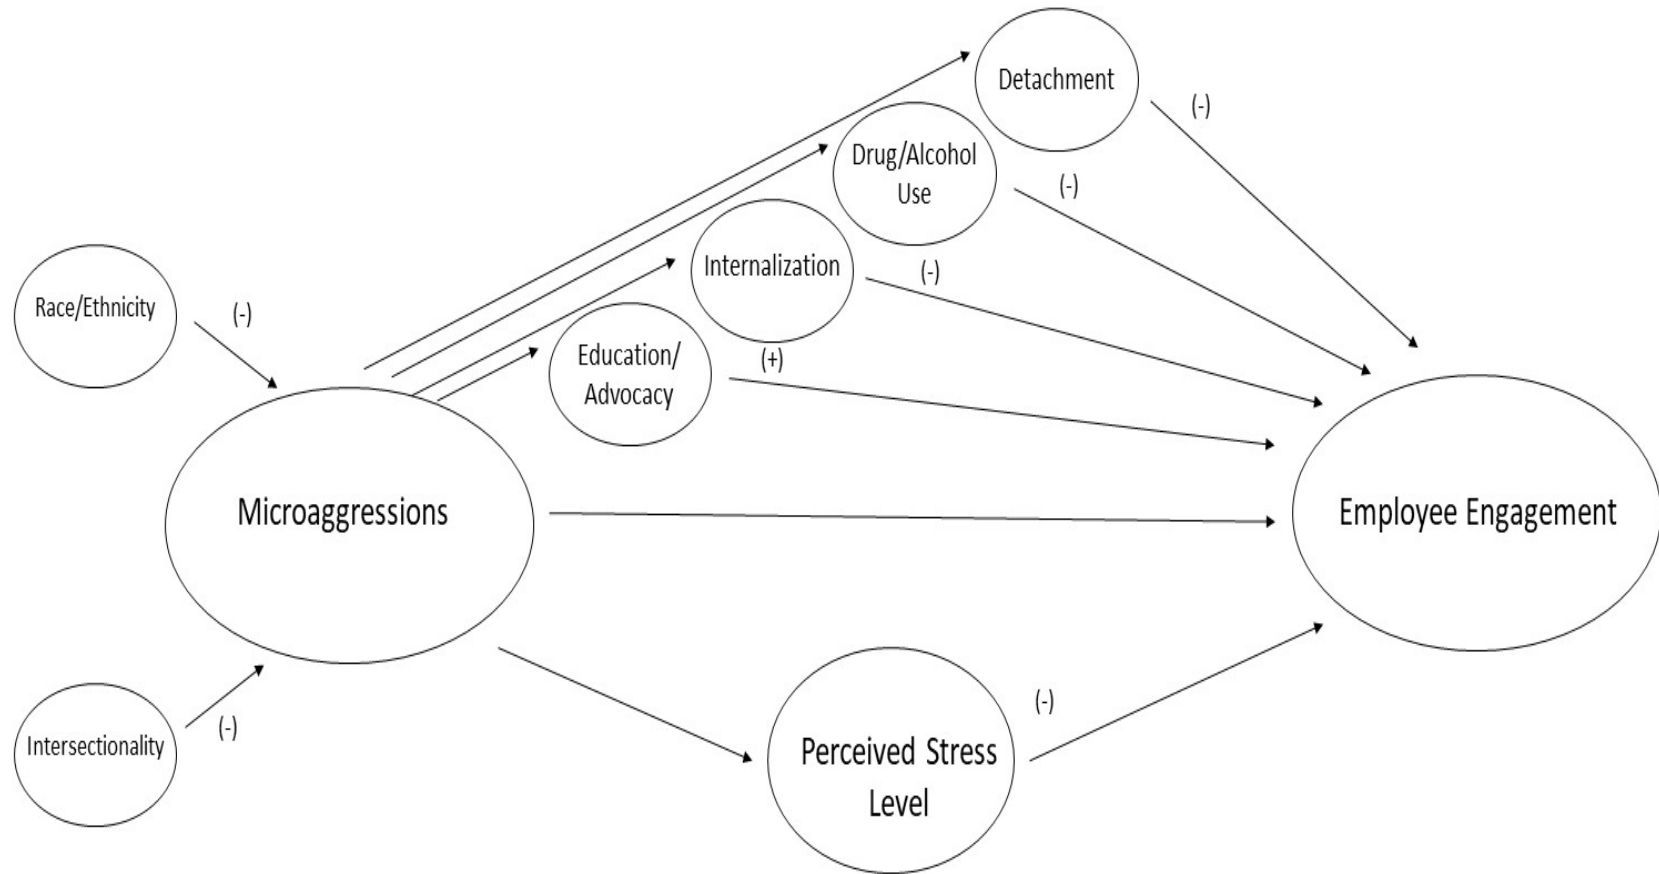 Detachment
(-)
Drug/Alcohol
Use
(-)
Internalization
(-)
Race/Ethnicity
(-)
Education/
Advocacy
(+)
Microaggressions
Employee Engagement
Intersectionality
(-)
Perceived Stress
Level
(-)